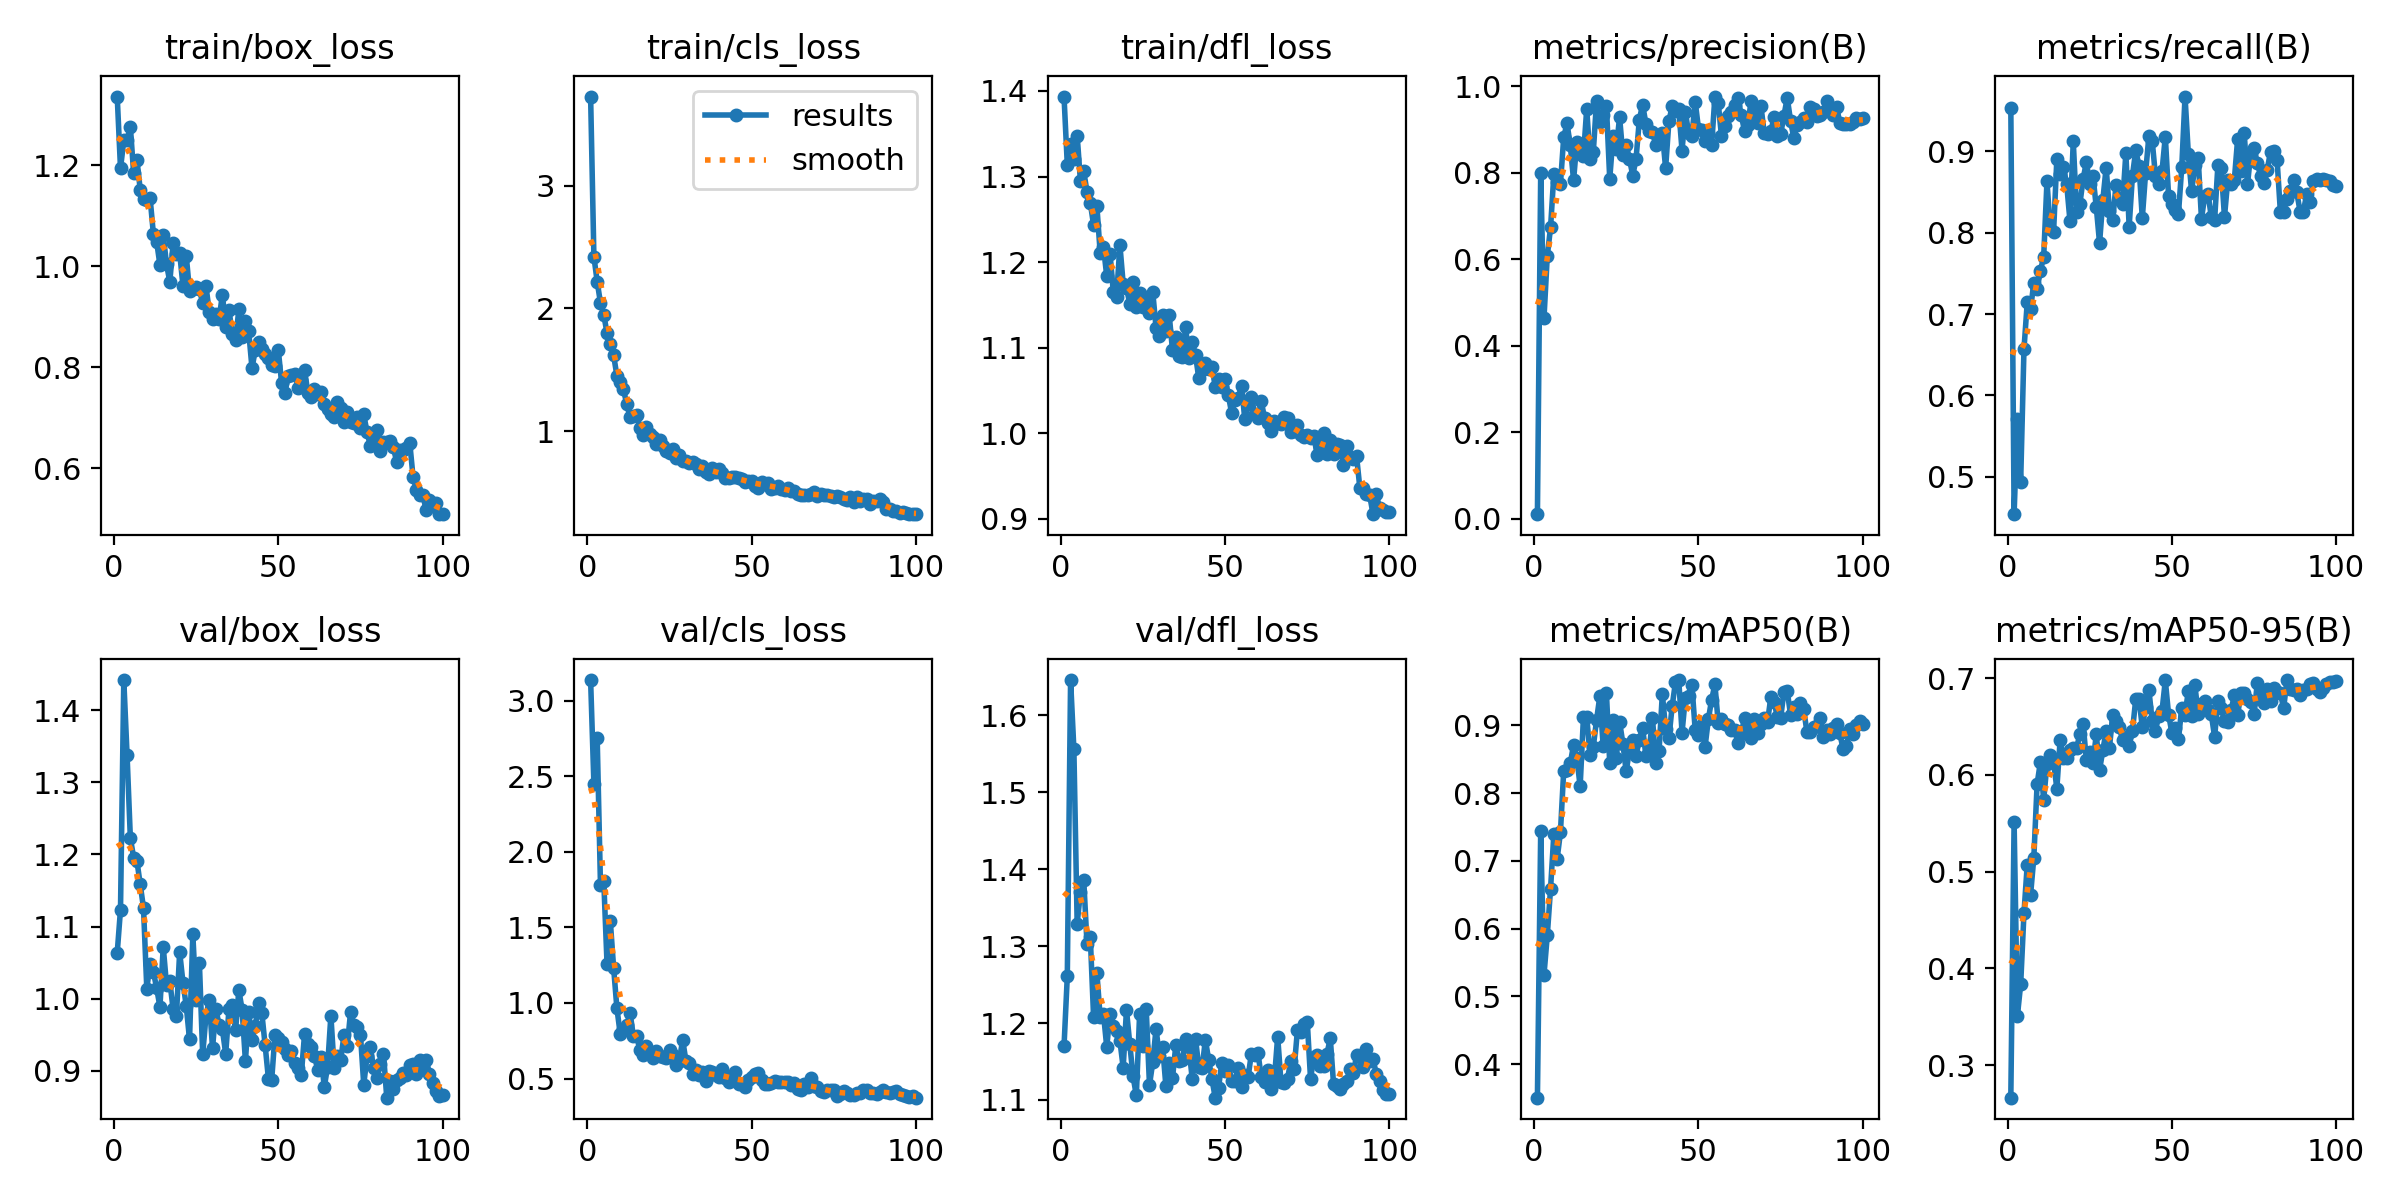 train/box_loss
1.2
1.0
0.8
0.6
0 50 100
train/cls_loss
results
smooth
3
2
1
0 50 100
train/dfl_loss
1.4
1.3
1.2
1.1
1.0
0.9
0 50 100
metrics/precision(B)
1.0
0.8
0.6
0.4
0.2
0.0
0 50 100
metrics/recall(B)
0.9
0.8
0.7
0.6
0.5
0 50 100
val/box_loss
1.4
1.3
1.2
1.1
1.0
0.9
0 50 100
val/cls_loss
3.0
2.5
2.0
1.5
1.0
0.5
0 50 100
val/dfl_loss
1.6
1.5
1.4
1.3
1.2
1.1
0 50 100
metrics/mAP50(B)
0.9
0.8
0.7
0.6
0.5
0.4
0 50 100
metrics/mAP50-95(B)
0.7
0.6
0.5
0.4
0.3
0 50 100